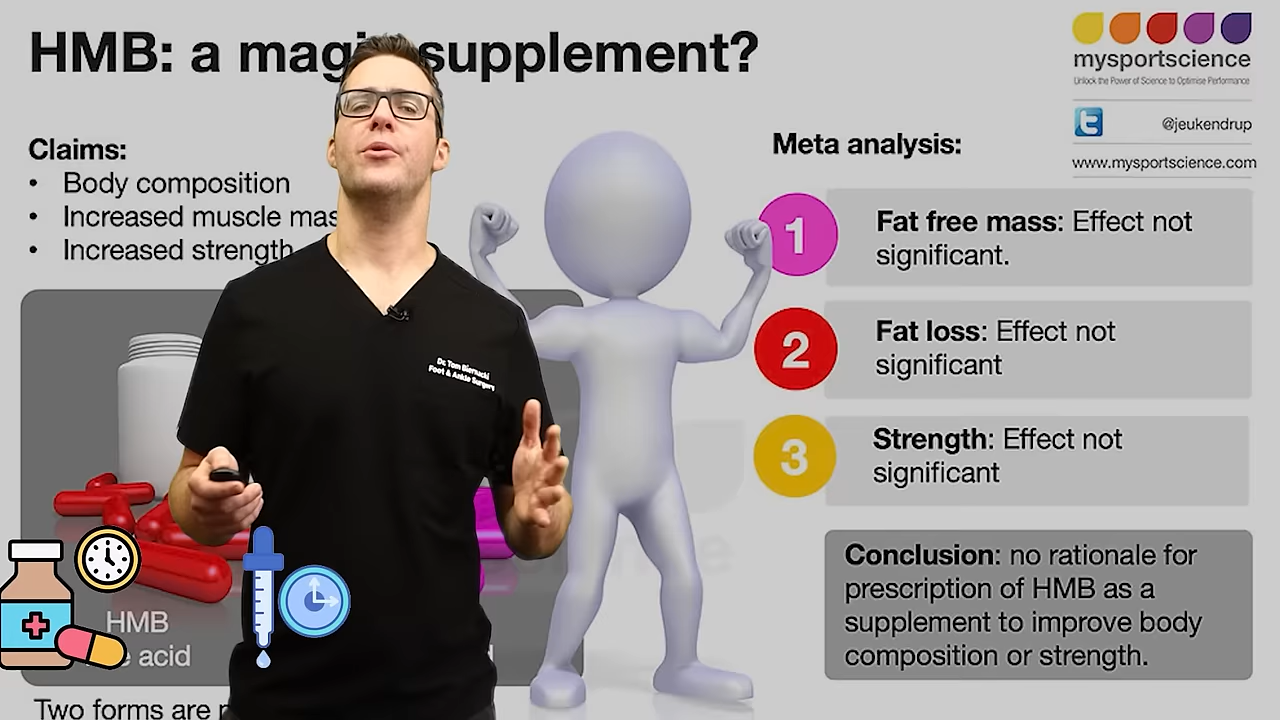 HMB: a supplement?
mysportscience
Unlock the Power of Science to Optimise Performance
@jeukendrup
www.mysportscience.com
Claims:
• Body composition
• Increased muscle
• Increased strength
Meta analysis:
1
Fat free mass: Effect not
significant.
2
Fat loss: Effect not
significant
3
Strength: Effect not
significant
Conclusion: no rationale for
prescription of HMB as a
supplement to improve body
composition or strength.
Dr. Tom Biernacki
Foot & Ankle Surgery
HMB
acid
Two forms are